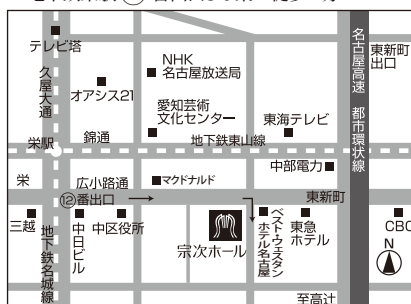 テレビ塔
久屋大通
オアシス21
NHK
名古屋放送局
愛知芸術
文化センター
名古屋高速 都市環状線
東新町
出口
東海テレビ
栄駅
錦通
地下鉄東山線
中部電力
栄
広小路通
マクドナルド
東新町
⑫番出口
三越
地下鉄名城線
中日ビル
中区役所
宗次ホール
ベスト・ウェスタン
ホテル名古屋
東急
ホテル
CBC
N
至高辻